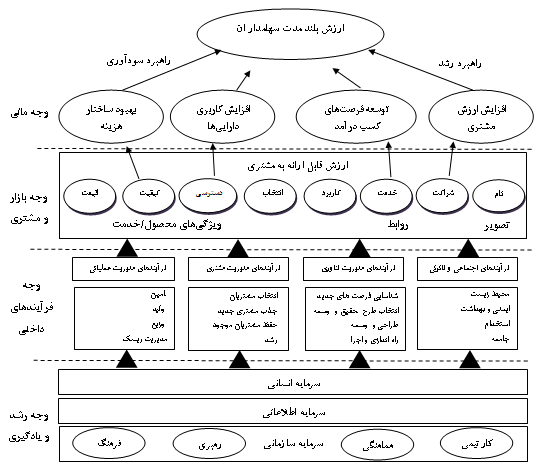 ارزش بلند مدت سهامداران
راهبرد سودآوری
راهبرد رشد
وجه مالی
افزایش ارزش
مشتری
توسعه فرصت‌های
کسب درآمد
افزایش کاربری
دارایی‌ها
بهبود ساختار
هزینه
وجه بازار
و مشتری
ارزش قابل ارائه به مشتری
نام
شراکت
خدمت
کاربرد
انتخاب
دسترسی
کیفیت
قیمت
تصویر
روابط
ویژگی‌های محصول/خدمت
وجه
فرآیندهای
داخلی
فرآیندهای اجتماعی و قانونی
محیط زیست
ایمنی و بهداشت
استخدام
جامعه
فرآیندهای مدیریت نوآوری
شناسایی فرصت های جدید
انتخاب طرح تحقیق و توسعه
طراحی و توسعه
راه اندازی و اجرا
فرآیندهای مدیریت مشتری
انتخاب مشتریان
جذب مشتری جدید
حفظ مشتریان موجود
رشد
فرآیندهای مدیریت عملیاتی
تامین
تولید
توزیع
مدیریت ریسک
وجه رشد
و یادگیری
سرمایه انسانی
سرمایه اطلاعاتی
سرمایه سازمانی
کار تیمی
هماهنگی
رهبری
فرهنگ